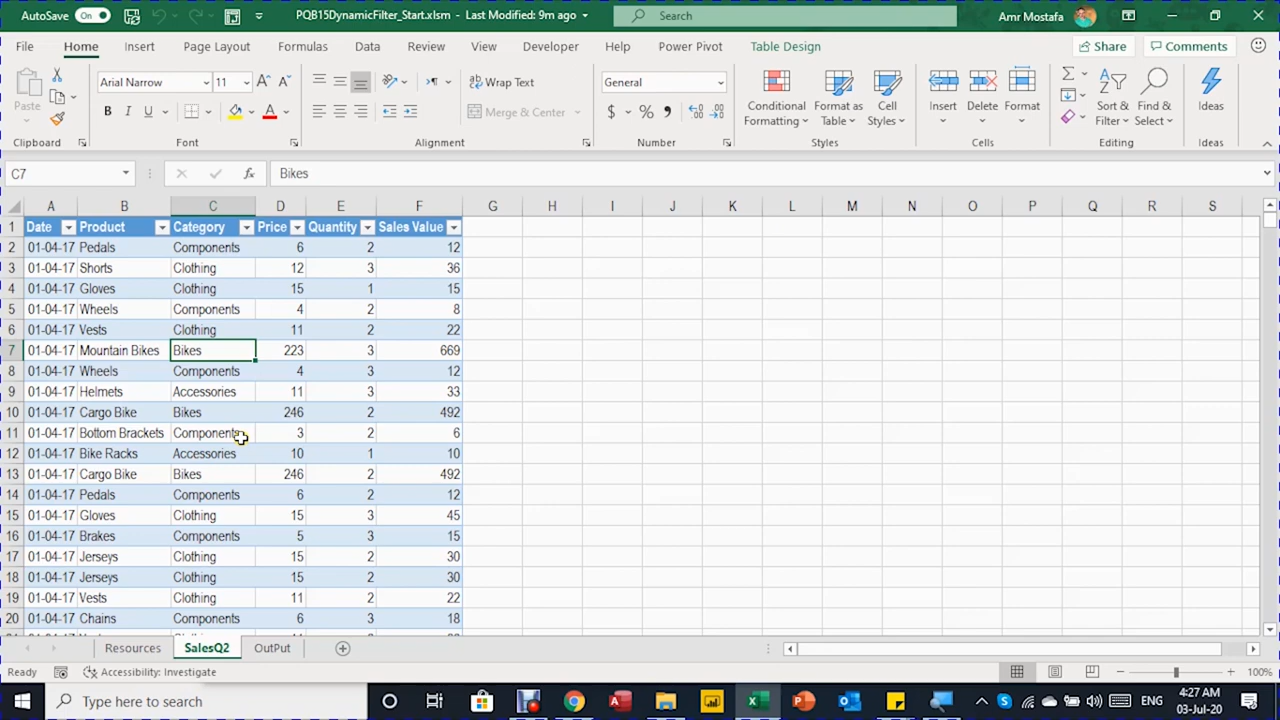 AutoSave On PQB15DynamicFilter_Start.xlsm - Last Modified: 9m ago Search Amr Mostafa
File Home Insert Page Layout Formulas Data Review View Developer Help Power Pivot Table Design Share Comments
Paste Arial Narrow 11 Wrap Text General Conditional Formatting Format as Table Cell Styles Insert Delete Format Sort & Filter Find & Select Ideas
B I U Merge & Center $ %
Clipboard Font Alignment Number Styles Cells Editing Ideas
C7 fx Bikes
A B C D E F G H I J K L M N O P Q R S
1 Date Product Category Price Quantity Sales Value
2 01-04-17 Pedals Components 6 2 12
3 01-04-17 Shorts Clothing 12 3 36
4 01-04-17 Gloves Clothing 15 1 15
5 01-04-17 Wheels Components 4 2 8
6 01-04-17 Vests Clothing 11 2 22
7 01-04-17 Mountain Bikes Bikes 223 3 669
8 01-04-17 Wheels Components 4 3 12
9 01-04-17 Helmets Accessories 11 3 33
10 01-04-17 Cargo Bike Bikes 246 2 492
11 01-04-17 Bottom Brackets Components 3 2 6
12 01-04-17 Bike Racks Accessories 10 1 10
13 01-04-17 Cargo Bike Bikes 246 2 492
14 01-04-17 Pedals Components 6 2 12
15 01-04-17 Gloves Clothing 15 3 45
16 01-04-17 Brakes Components 5 3 15
17 01-04-17 Jerseys Clothing 15 2 30
18 01-04-17 Jerseys Clothing 15 2 30
19 01-04-17 Vests Clothing 11 2 22
20 01-04-17 Chains Components 6 3 18
Resources SalesQ2 OutPut
Ready Accessibility: Investigate 100%
Type here to search ENG 4:27 AM
03-Jul-20